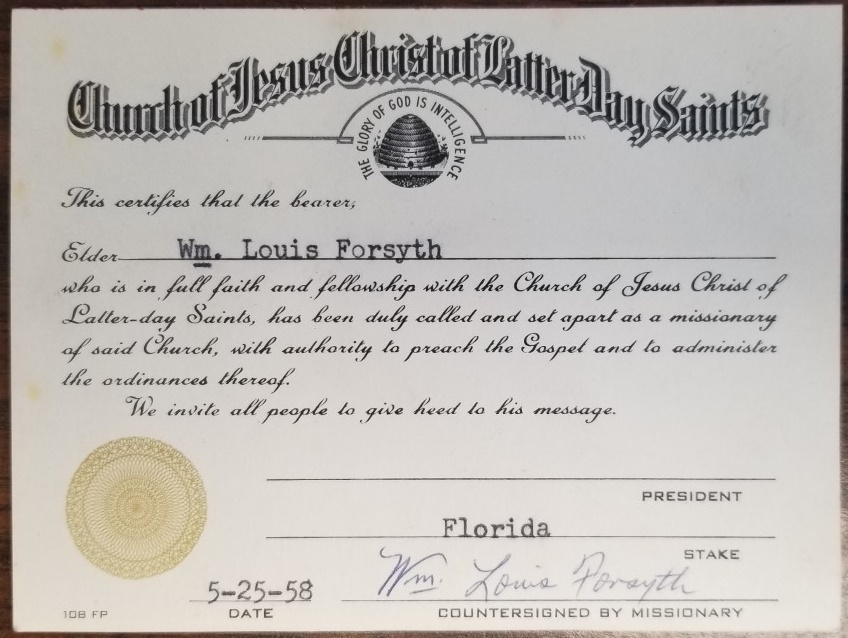 Church of Jesus Christ of Latter Day Saints
THE GLORY OF GOD IS INTELLIGENCE
This certifies that the bearer,
Elder Wm. Louis Forsyth
who is in full faith and fellowship with the Church of Jesus Christ of
Latter-day Saints, has been duly called and set apart as a missionary
of said Church, with authority to preach the Gospel and to administer
the ordinances thereof.
We invite all people to give heed to his message.
PRESIDENT
Florida
STAKE
5-25-58 Wm. Louis Forsyth
108 FP DATE COUNTERSIGNED BY MISSIONARY